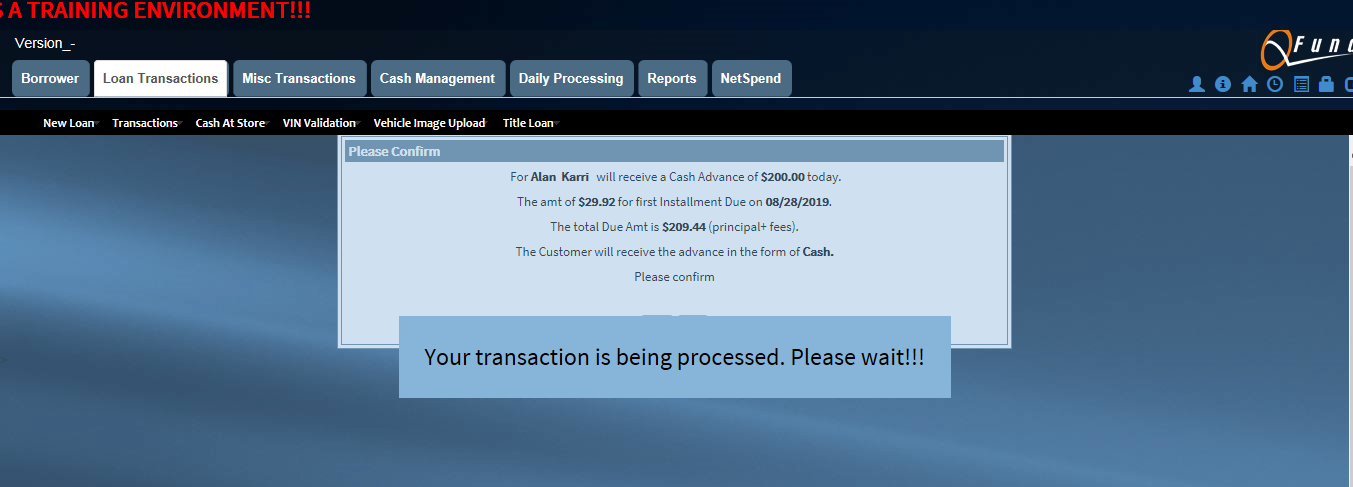 S A TRAINING ENVIRONMENT!!!
Version_-
Func
Borrower Loan Transactions Misc Transactions Cash Management Daily Processing Reports NetSpend
New Loan Transactions Cash At Store VIN Validation Vehicle Image Upload Title Loan
Please Confirm
For Alan Karri will receive a Cash Advance of $200.00 today.
The amt of $29.92 for first Installment Due on 08/28/2019.
The total Due Amt is $209.44 (principal+ fees).
The Customer will receive the advance in the form of Cash.
Please confirm
Your transaction is being processed. Please wait!!!